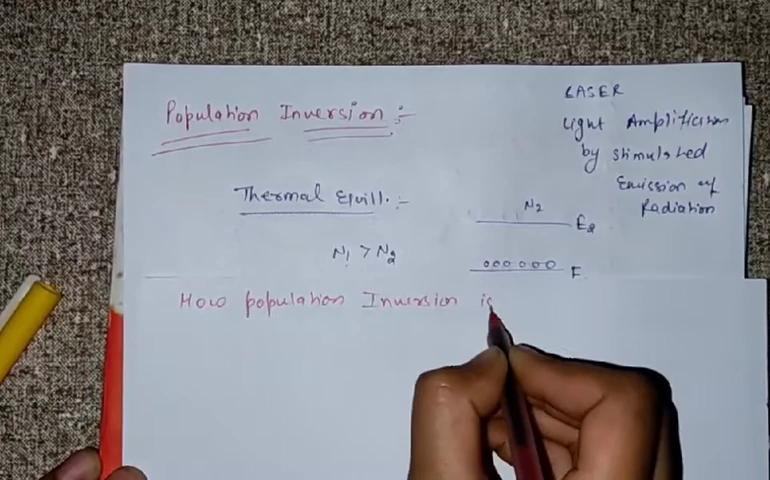 Population Inversion :-
LASER
Light Amplification
by stimulated
Emission of
Radiation
Thermal Equill. :-
N2
E2
N1 > N2
E
How population Inversion is